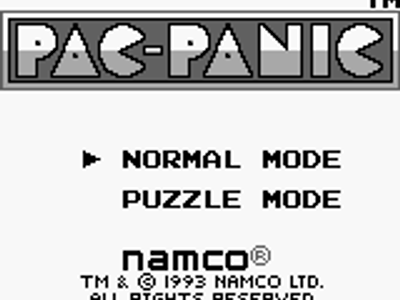 TM
PAC-PANIC
NORMAL MODE
PUZZLE MODE
namco®
TM & © 1993 NAMCO LTD.
ALL RIGHTS RESERVED